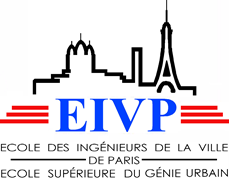 EIVP
ECOLE DES INGÉNIEURS DE LA VILLE
DE PARIS
ECOLE SUPÉRIEURE DU GÉNIE URBAIN